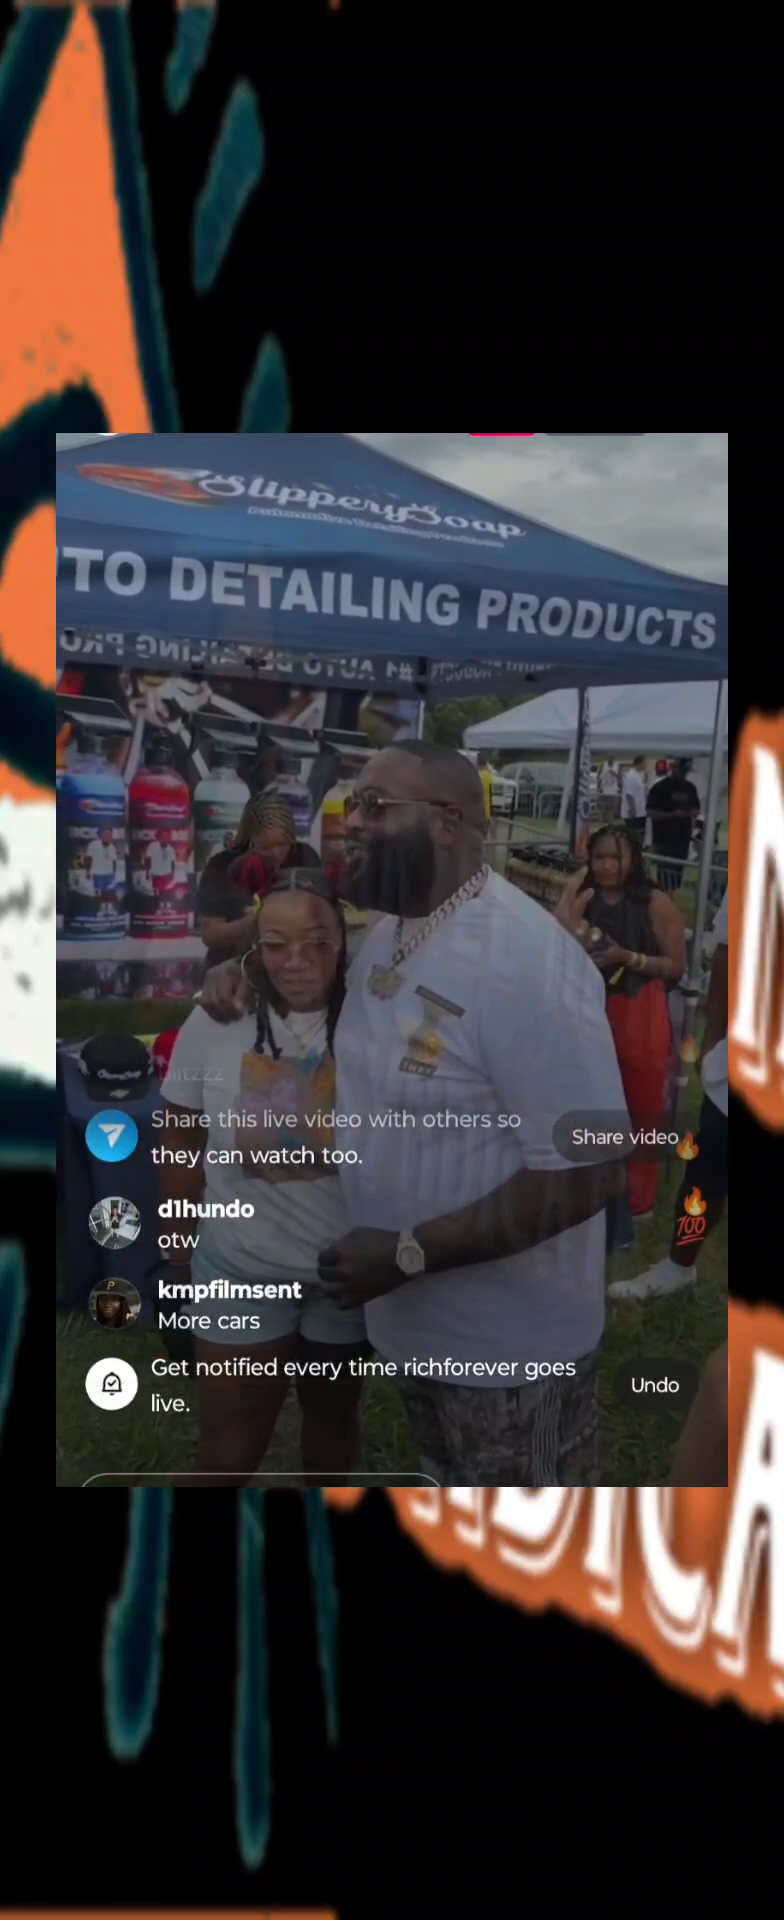 SlipperySoap
TO DETAILING PRODUCTS
Share this live video with others so
they can watch too.
Share video
d1hundo
otw
100
kmpfilmsent
More cars
Get notified every time richforever goes
live.
Undo